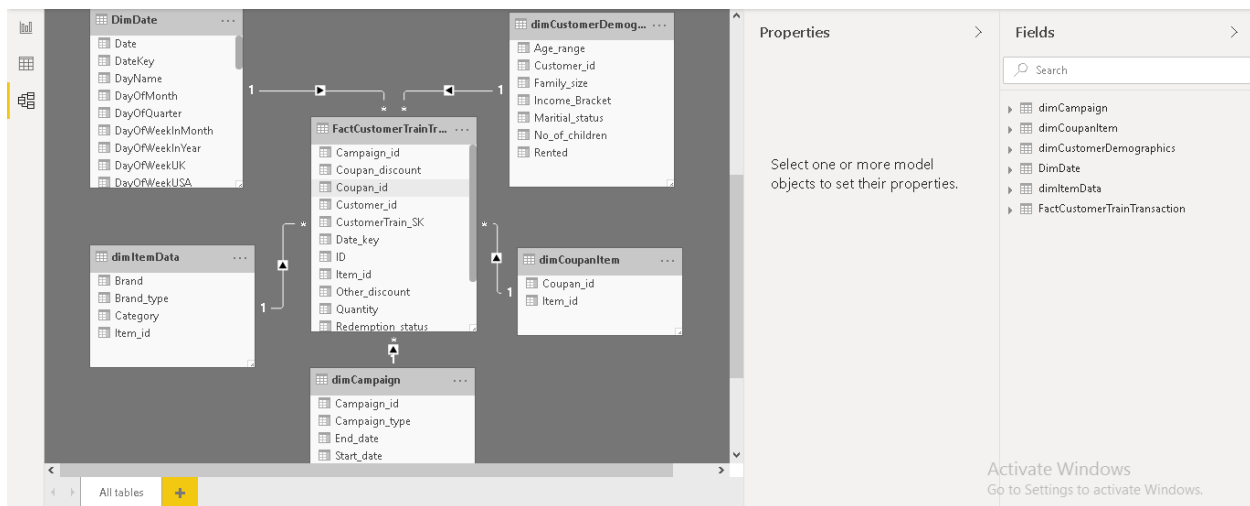 DimDate ...
Date
DateKey
DayName
DayOfMonth
DayOfQuarter
DayOfWeekInMonth
DayOfWeekInYear
DayOfWeekUK
DayOfWeekUSA
dimCustomerDemog... ...
Age_range
Customer_id
Family_size
Income_Bracket
Maritial_status
No_of_children
Rented
1
1
* *
FactCustomerTrainTr... ...
Campaign_id
Coupan_discount
Coupan_id
Customer_id
CustomerTrain_SK
Date_key
ID
Item_id
Other_discount
Quantity
Redemption_status
*
*
dimItemData ...
Brand
Brand_type
Category
Item_id
1
dimCoupanItem ...
Coupan_id
Item_id
1
*
1
dimCampaign ...
Campaign_id
Campaign_type
End_date
Start_date
All tables
+
Properties
Select one or more model
objects to set their properties.
Fields
Search
dimCampaign
dimCoupanItem
dimCustomerDemographics
DimDate
dimItemData
FactCustomerTrainTransaction
Activate Windows
Go to Settings to activate Windows.